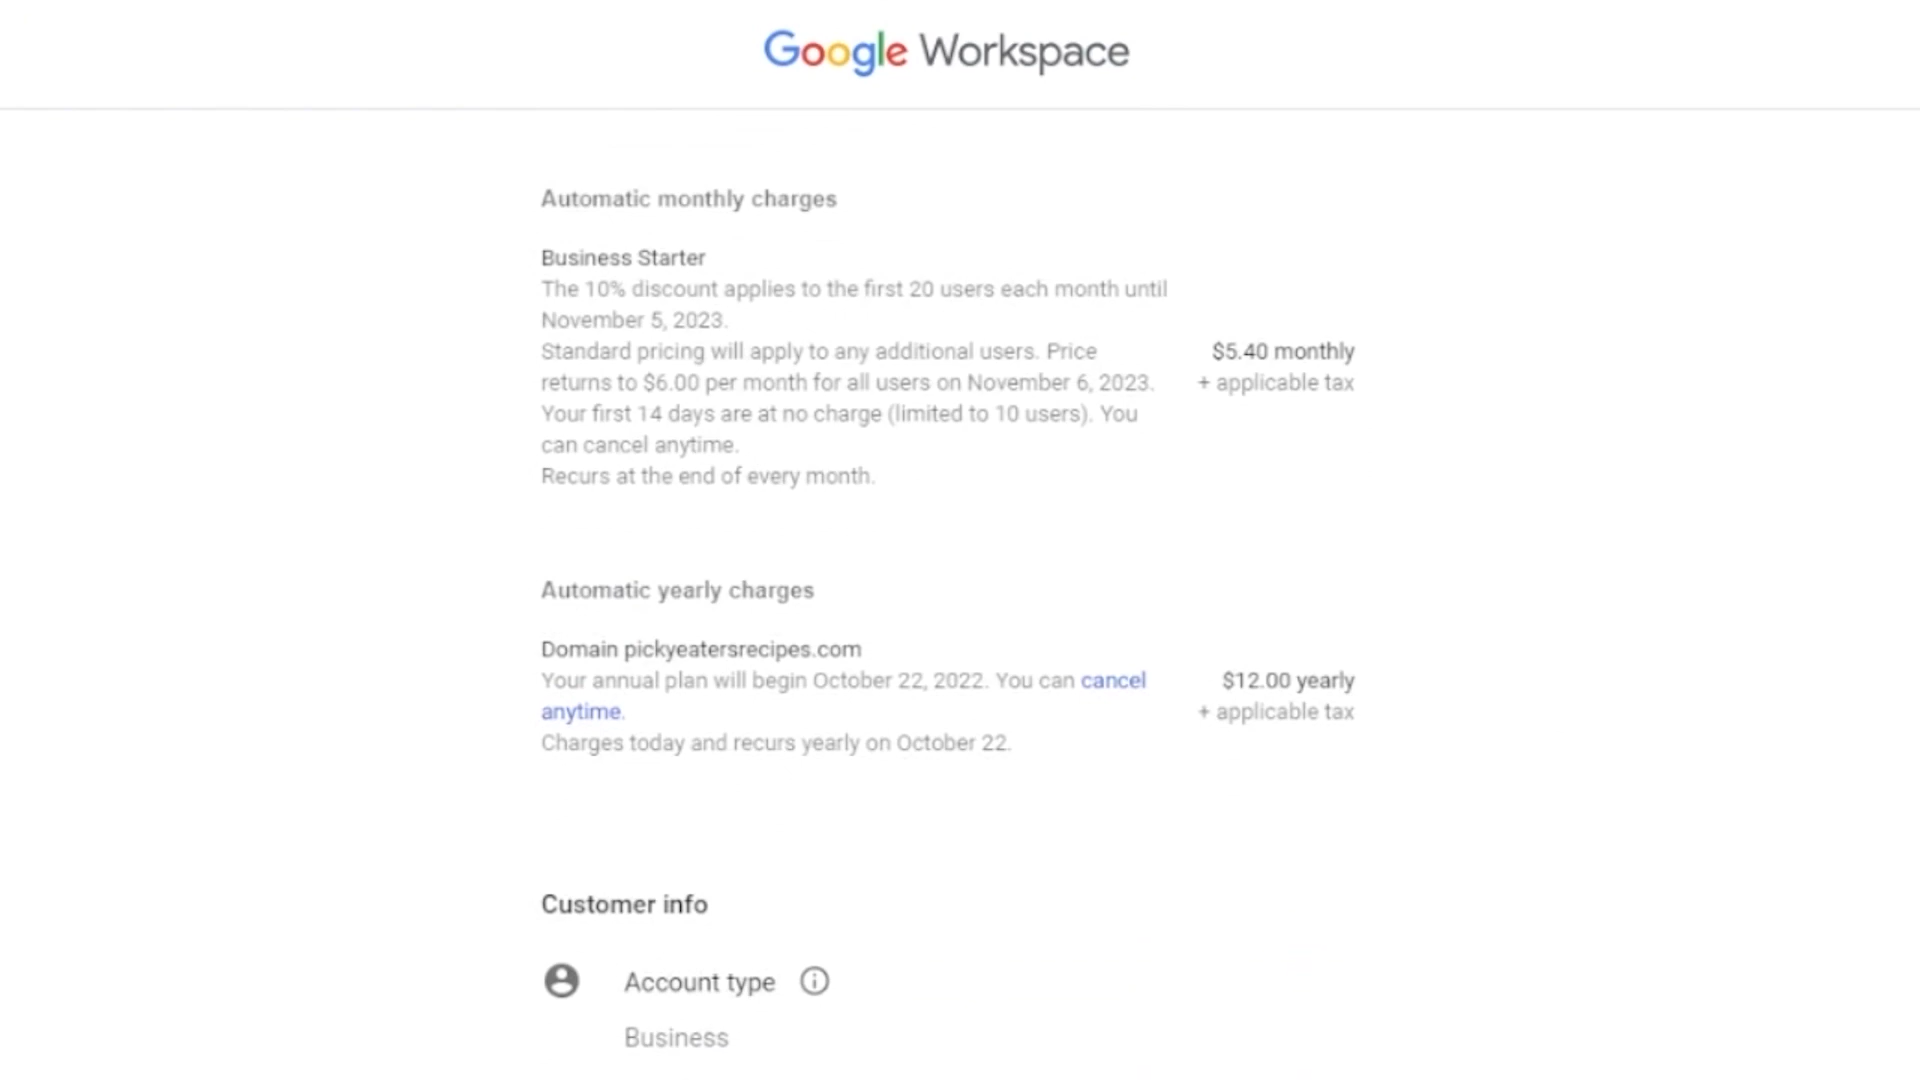 Google Workspace
Automatic monthly charges
Business Starter
The 10% discount applies to the first 20 users each month until
November 5, 2023.
Standard pricing will apply to any additional users. Price
$5.40 monthly
returns to $6.00 per month for all users on November 6, 2023.
+ applicable tax
Your first 14 days are at no charge (limited to 10 users). You
can cancel anytime.
Recurs at the end of every month.
Automatic yearly charges
Domain pickyeatersrecipes.com
Your annual plan will begin October 22, 2022. You can cancel
$12.00 yearly
anytime.
+ applicable tax
Charges today and recurs yearly on October 22.
Customer info
Account type
Business